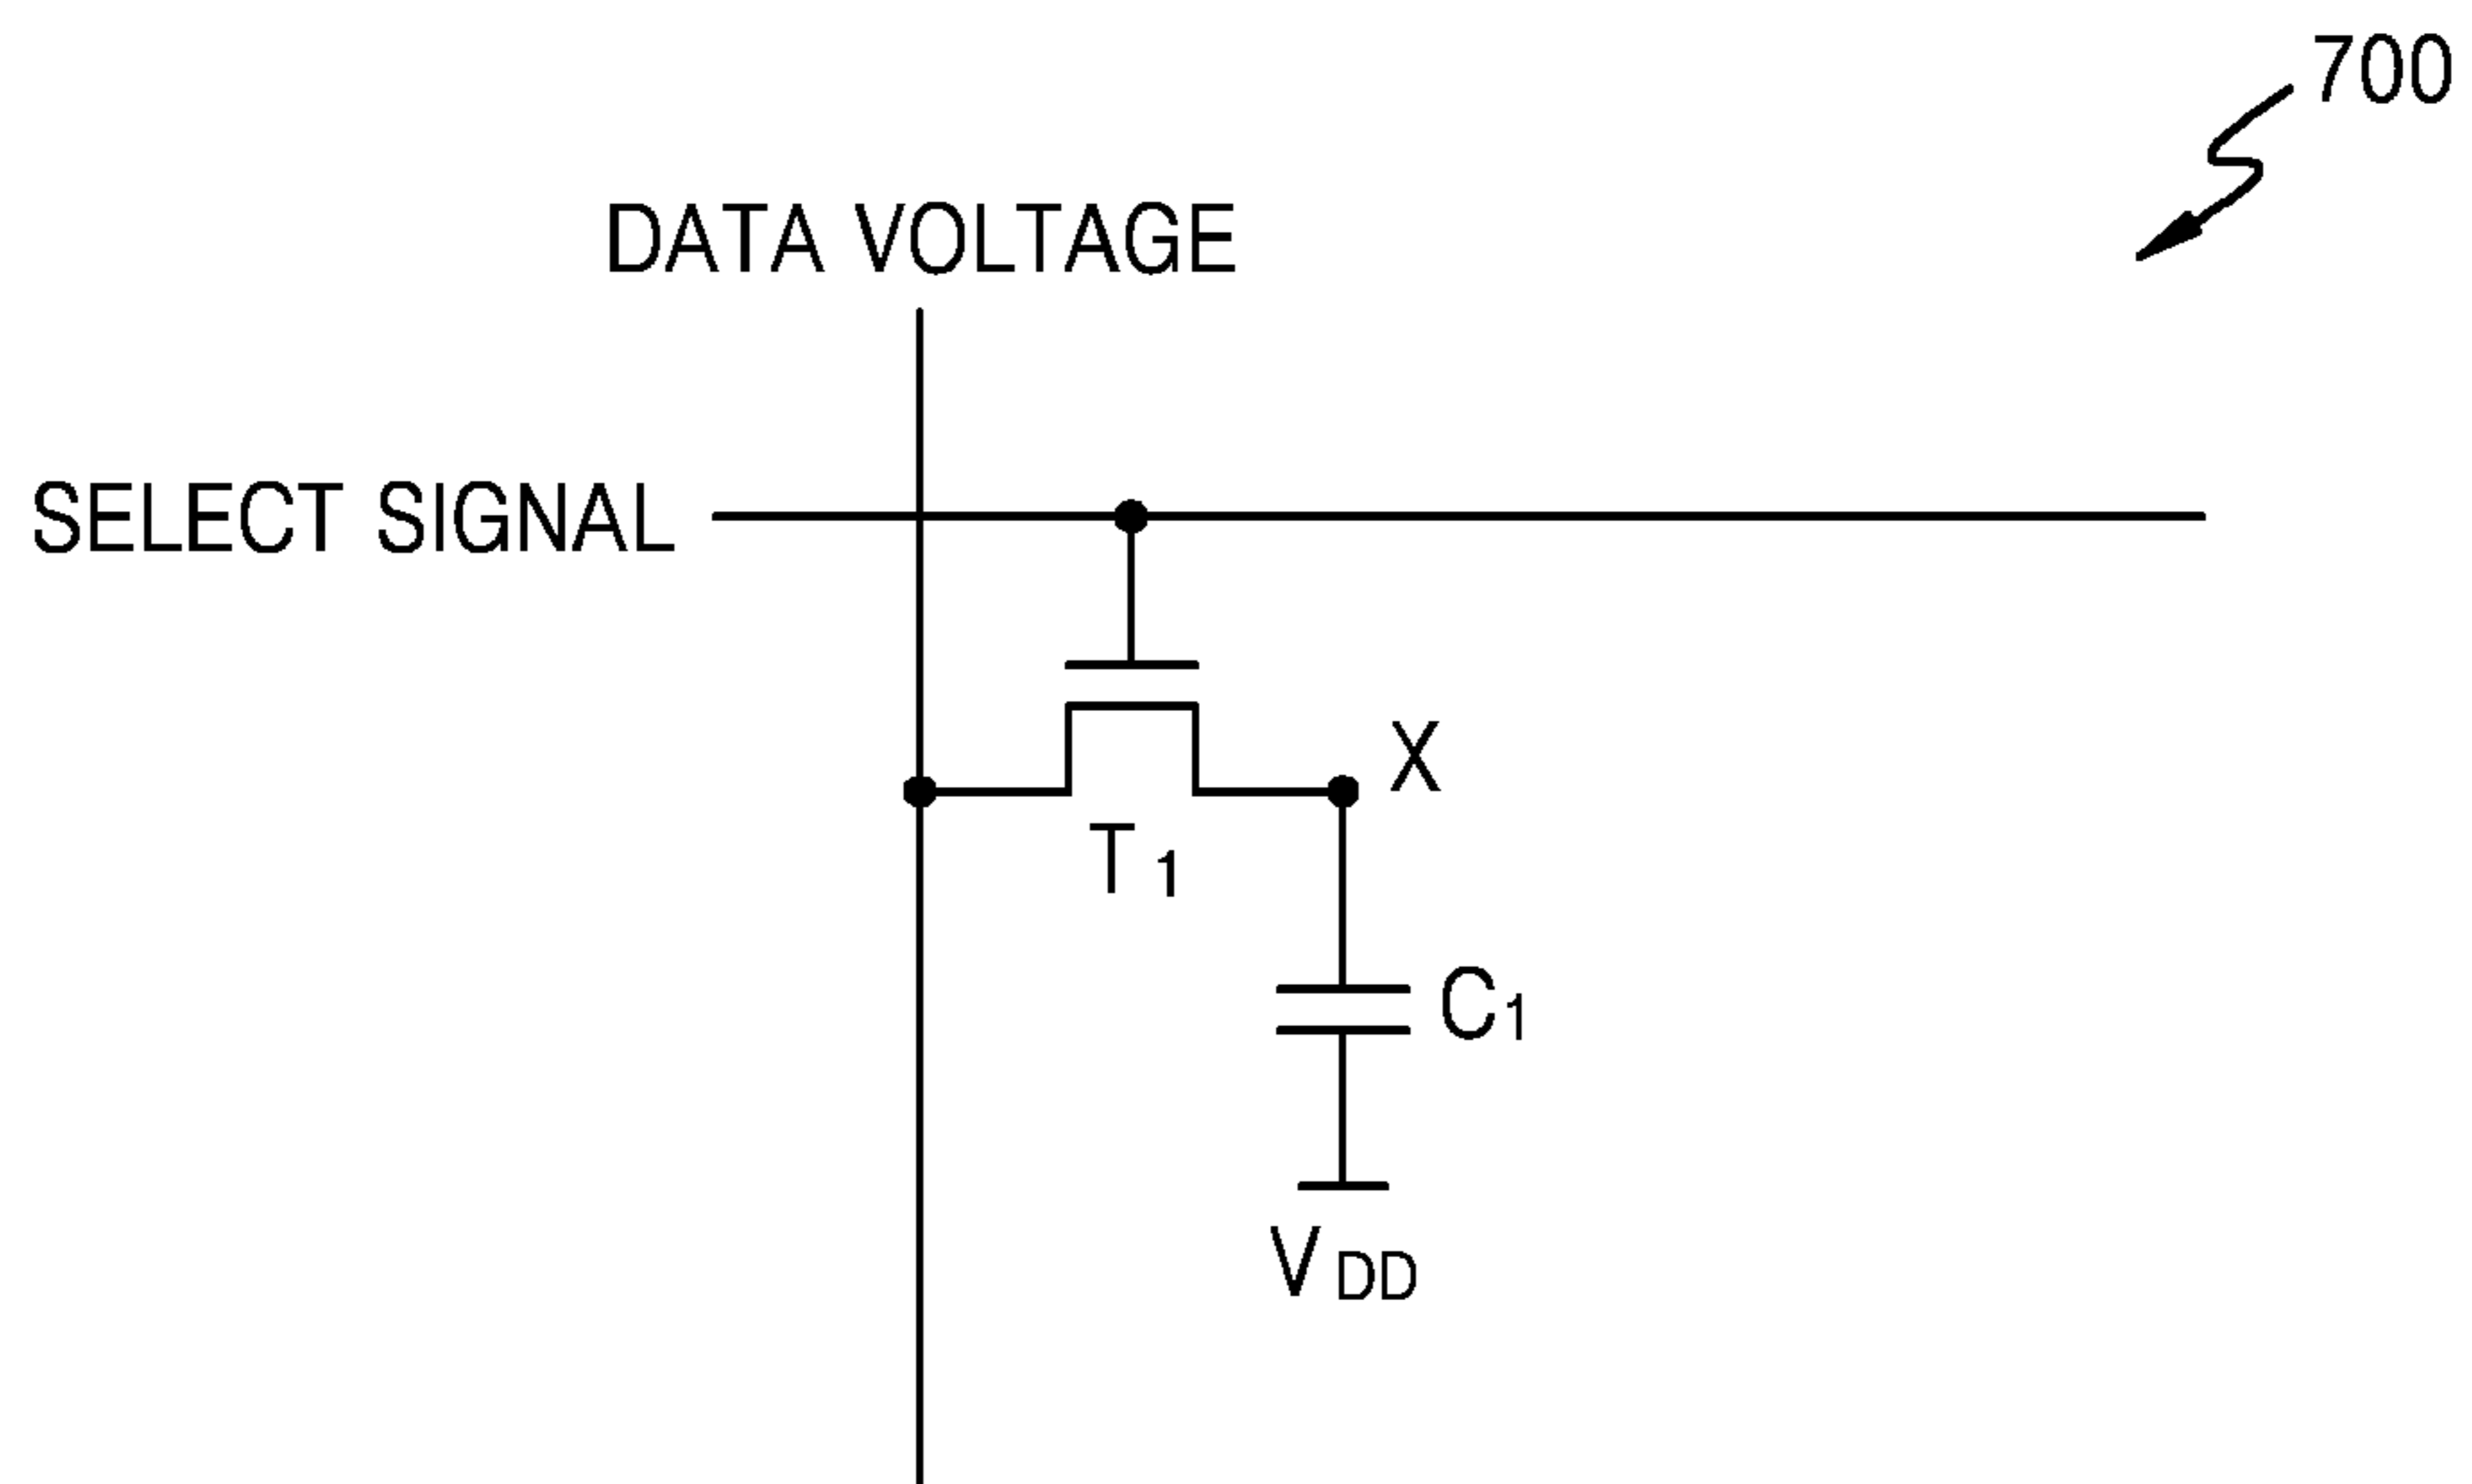 700
DATA VOLTAGE
SELECT SIGNAL
X
T1
C1
VDD